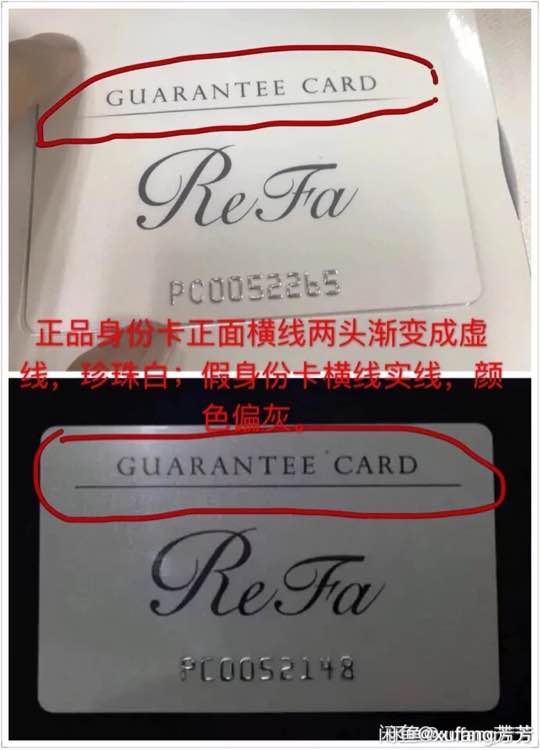 GUARANTEE CARD
ReFa
PC0052265
正品身份卡正面横线两头渐变成虚
线，珍珠白；假身份卡横线实线，颜
色偏灰。
GUARANTEE CARD
ReFa
PC0052148
闲鱼@xufang芳芳